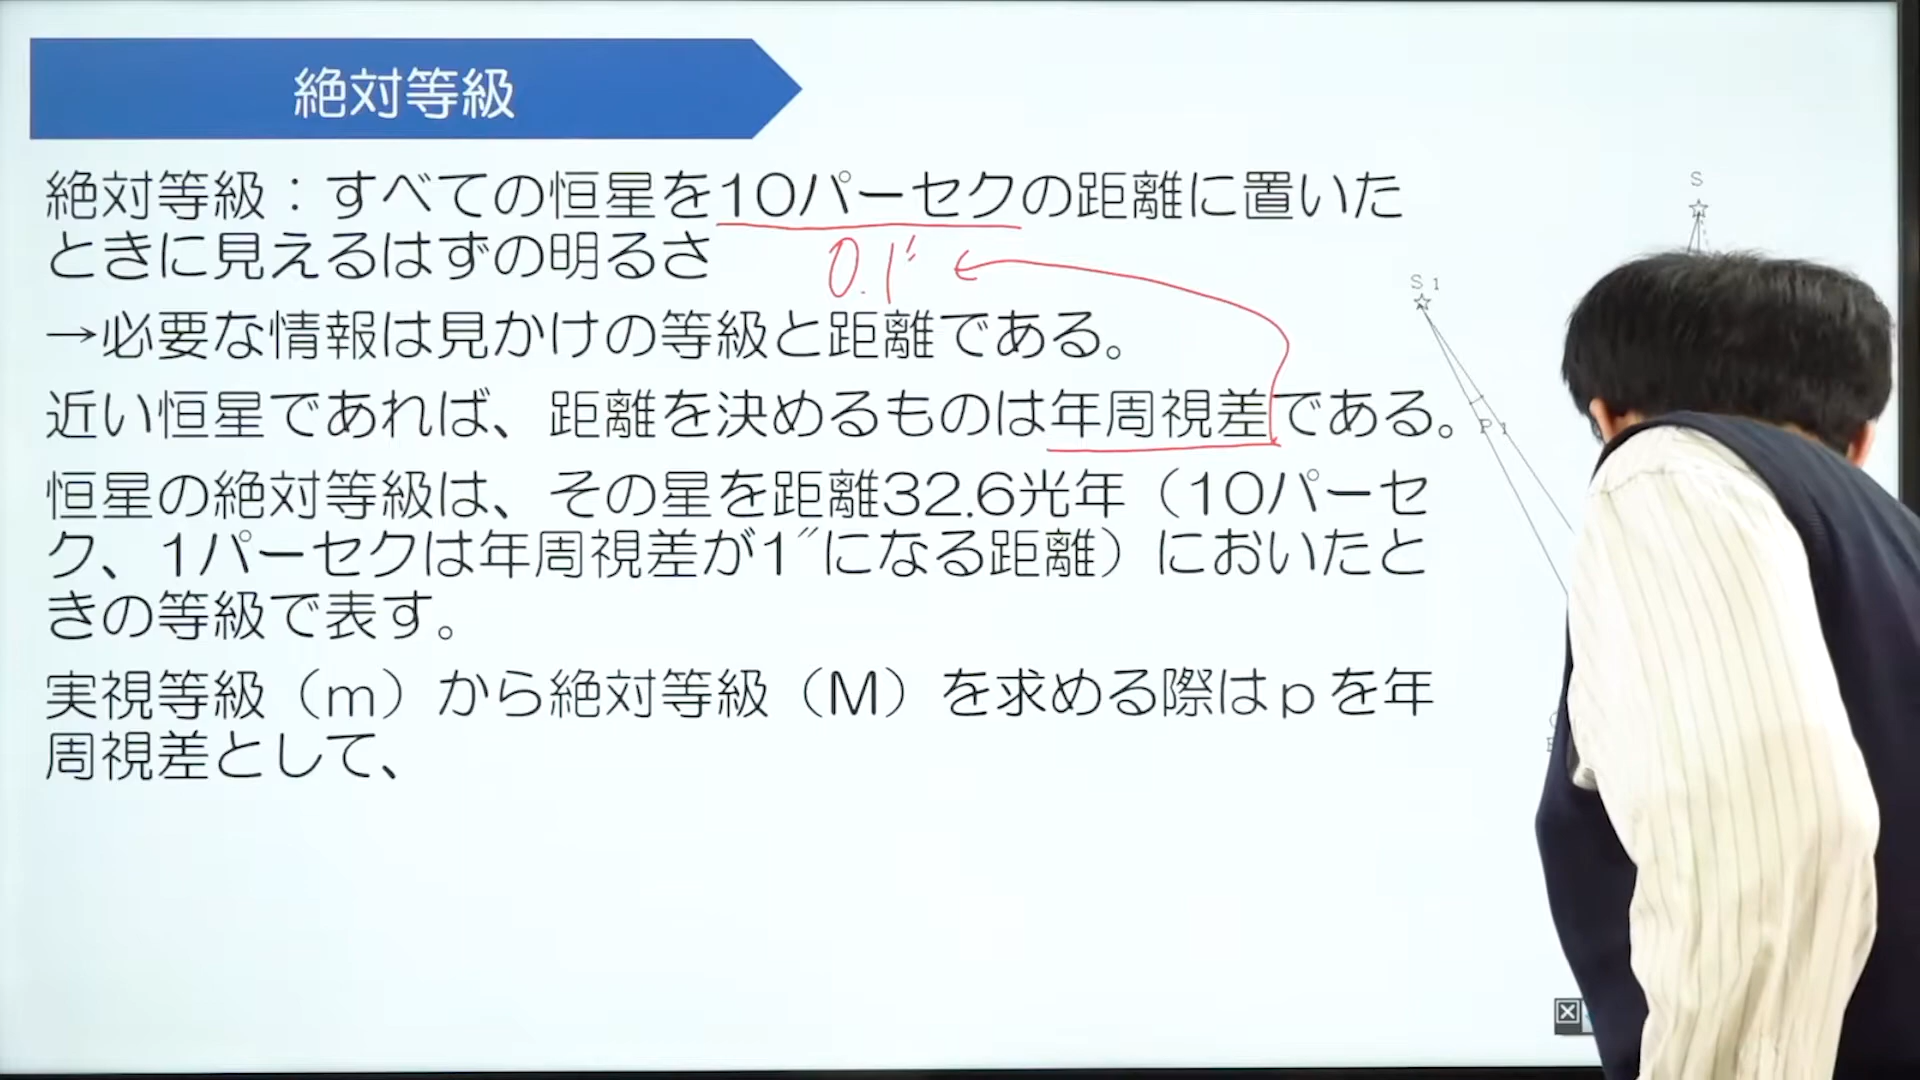 絶対等級
絶対等級：すべての恒星を10パーセクの距離に置いた
ときに見えるはずの明るさ
0.1″
→必要な情報は見かけの等級と距離である。
近い恒星であれば、距離を決めるものは年周視差である。
恒星の絶対等級は、その星を距離32.6光年（10パーセ
ク、1パーセクは年周視差が1″になる距離）においたと
きの等級で表す。
実視等級（m）から絶対等級（M）を求める際はｐを年
周視差として、
S
S 1
P 1